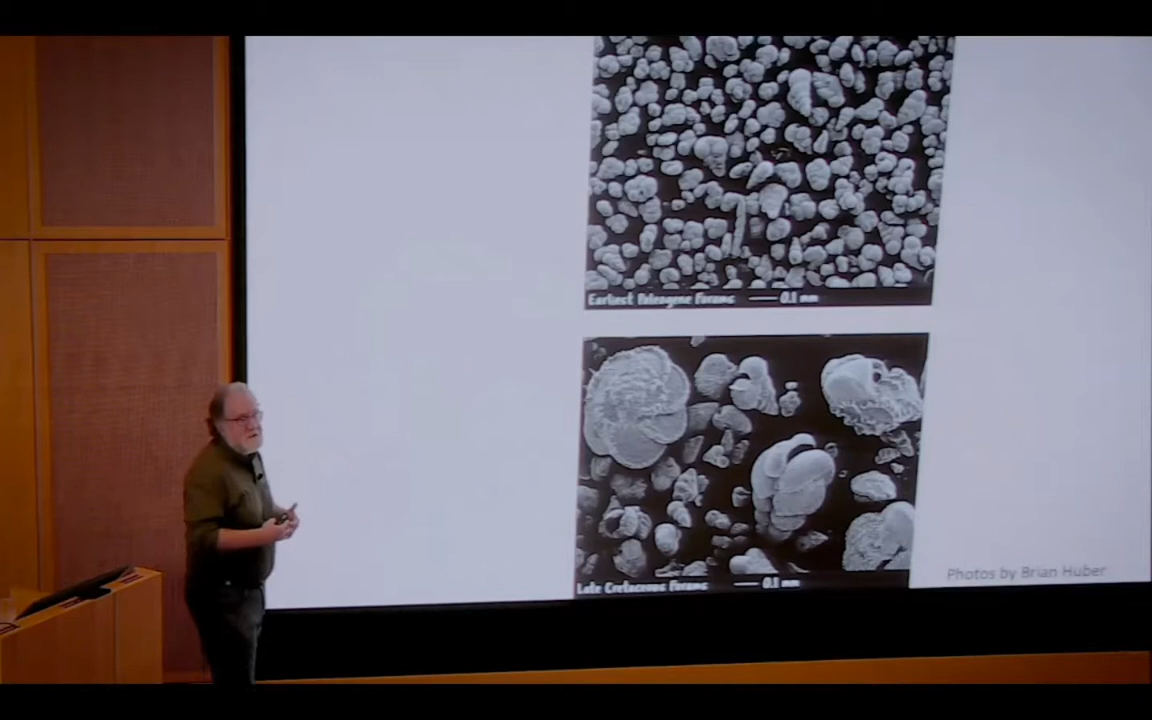 Earliest Paleogene Forams 0.1 mm
Late Cretaceous Forams 0.1 mm
Photos by Brian Huber